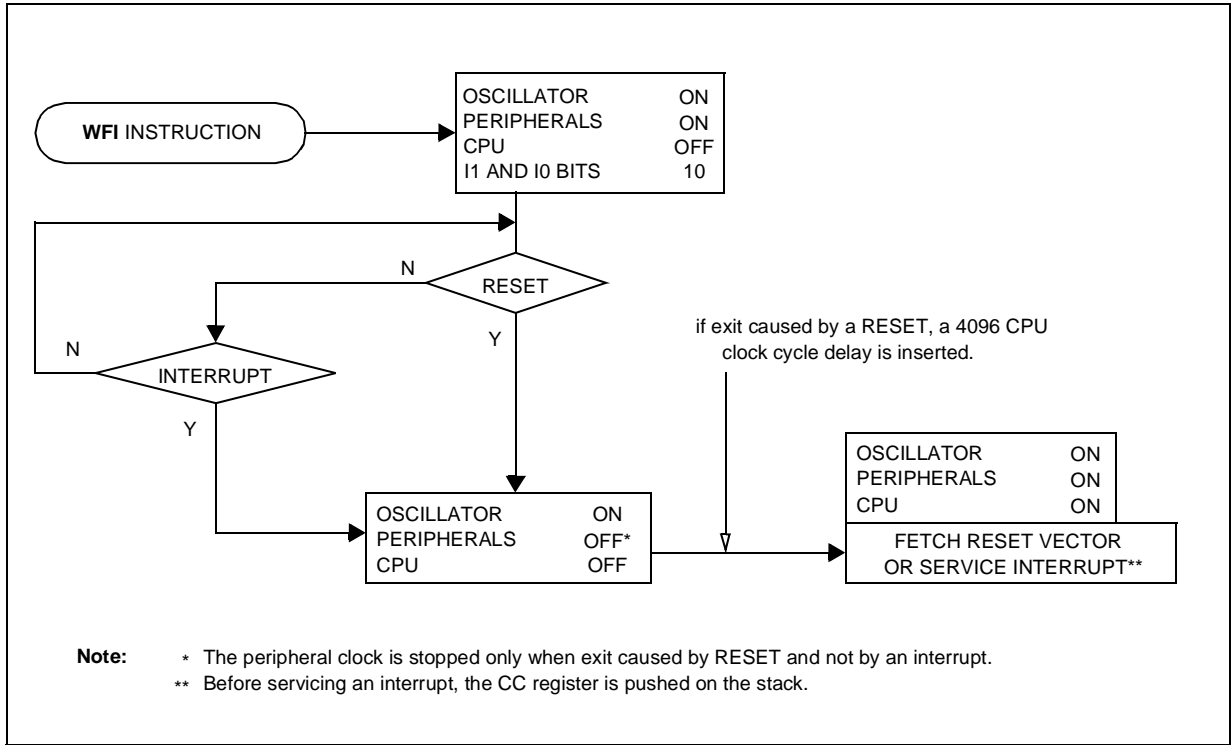 WFI INSTRUCTION
OSCILLATOR ON
PERIPHERALS ON
CPU OFF
I1 AND I0 BITS 10
N
RESET
Y
N
INTERRUPT
Y
if exit caused by a RESET, a 4096 CPU
clock cycle delay is inserted.
OSCILLATOR ON
PERIPHERALS OFF*
CPU OFF
OSCILLATOR ON
PERIPHERALS ON
CPU ON
FETCH RESET VECTOR
OR SERVICE INTERRUPT**
Note: * The peripheral clock is stopped only when exit caused by RESET and not by an interrupt.
** Before servicing an interrupt, the CC register is pushed on the stack.